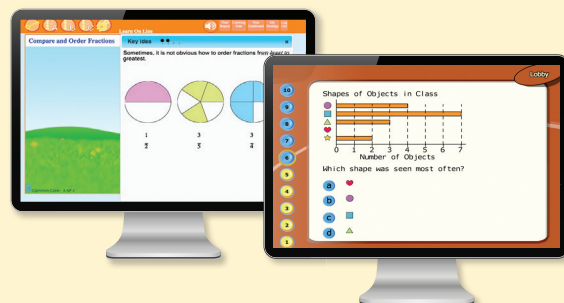 Learn On Line
Compare and Order Fractions
Key Idea
Sometimes, it is not obvious how to order fractions from least to
greatest.
1
2
3
5
3
4
Lobby
10
9
8
7
6
5
4
3
2
1
Shapes of Objects in Class
0 1 2 3 4 5 6 7
Number of Objects
Which shape was seen most often?
a
b
c
d